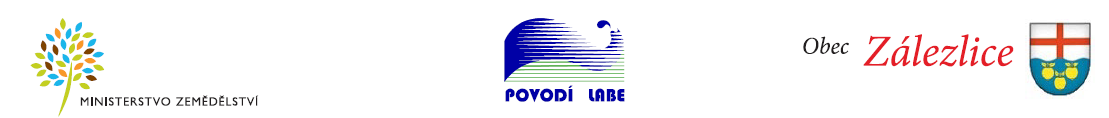 MINISTERSTVO ZEMĚDĚLSTVÍ
POVODÍ LABE
Obec Zálezlice